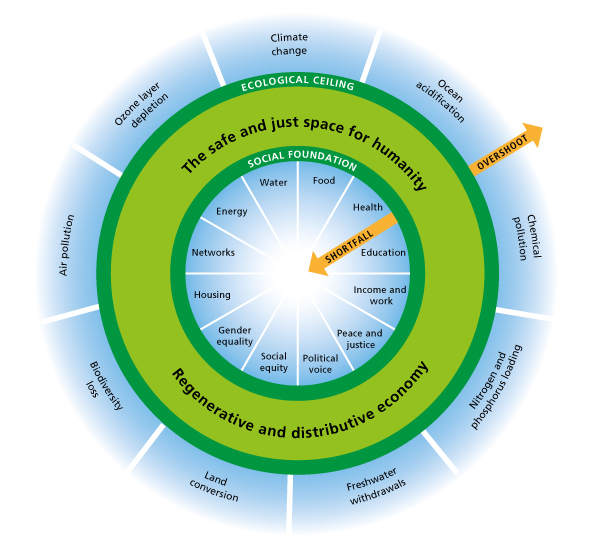 Climate
change
Ocean
acidification
Chemical
pollution
Nitrogen and
phosphorus loading
Freshwater
withdrawals
Land
conversion
Biodiversity
loss
Air pollution
Ozone layer
depletion
ECOLOGICAL CEILING
OVERSHOOT
The safe and just space for humanity
SOCIAL FOUNDATION
Water
Food
Health
SHORTFALL
Education
Income and
work
Peace and
justice
Political
voice
Social
equity
Gender
equality
Housing
Networks
Energy
Regenerative and distributive economy